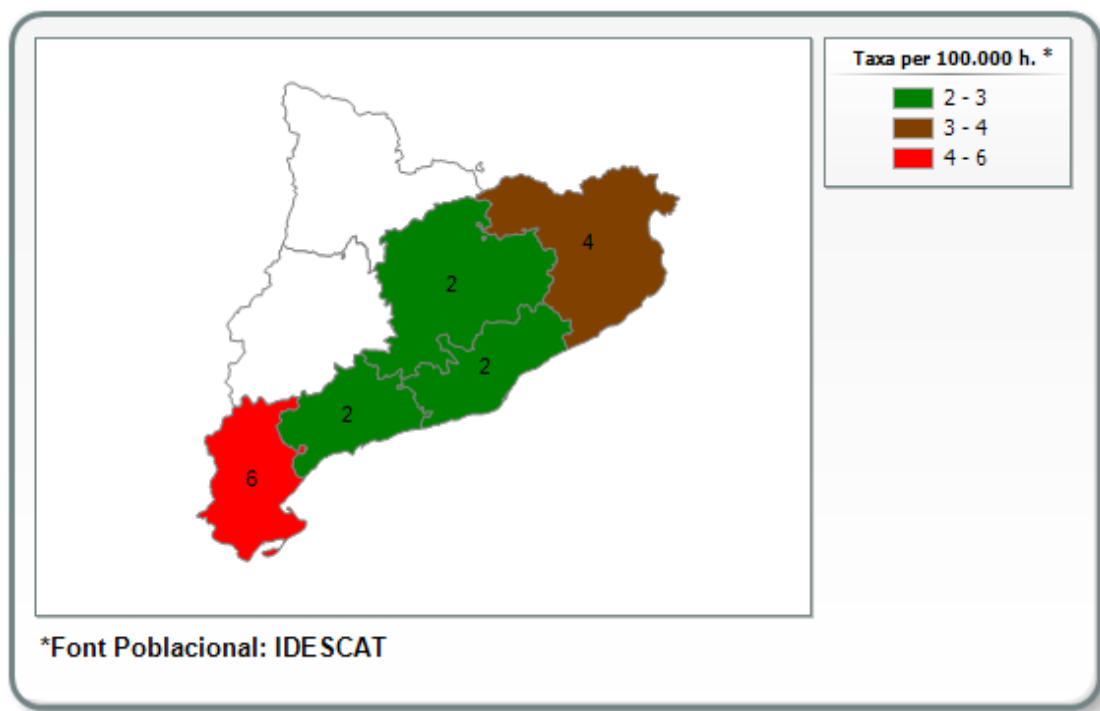 Taxa per 100.000 h. *
2 - 3
3 - 4
4 - 6
4
2
2
2
6
*Font Poblacional: IDESCAT